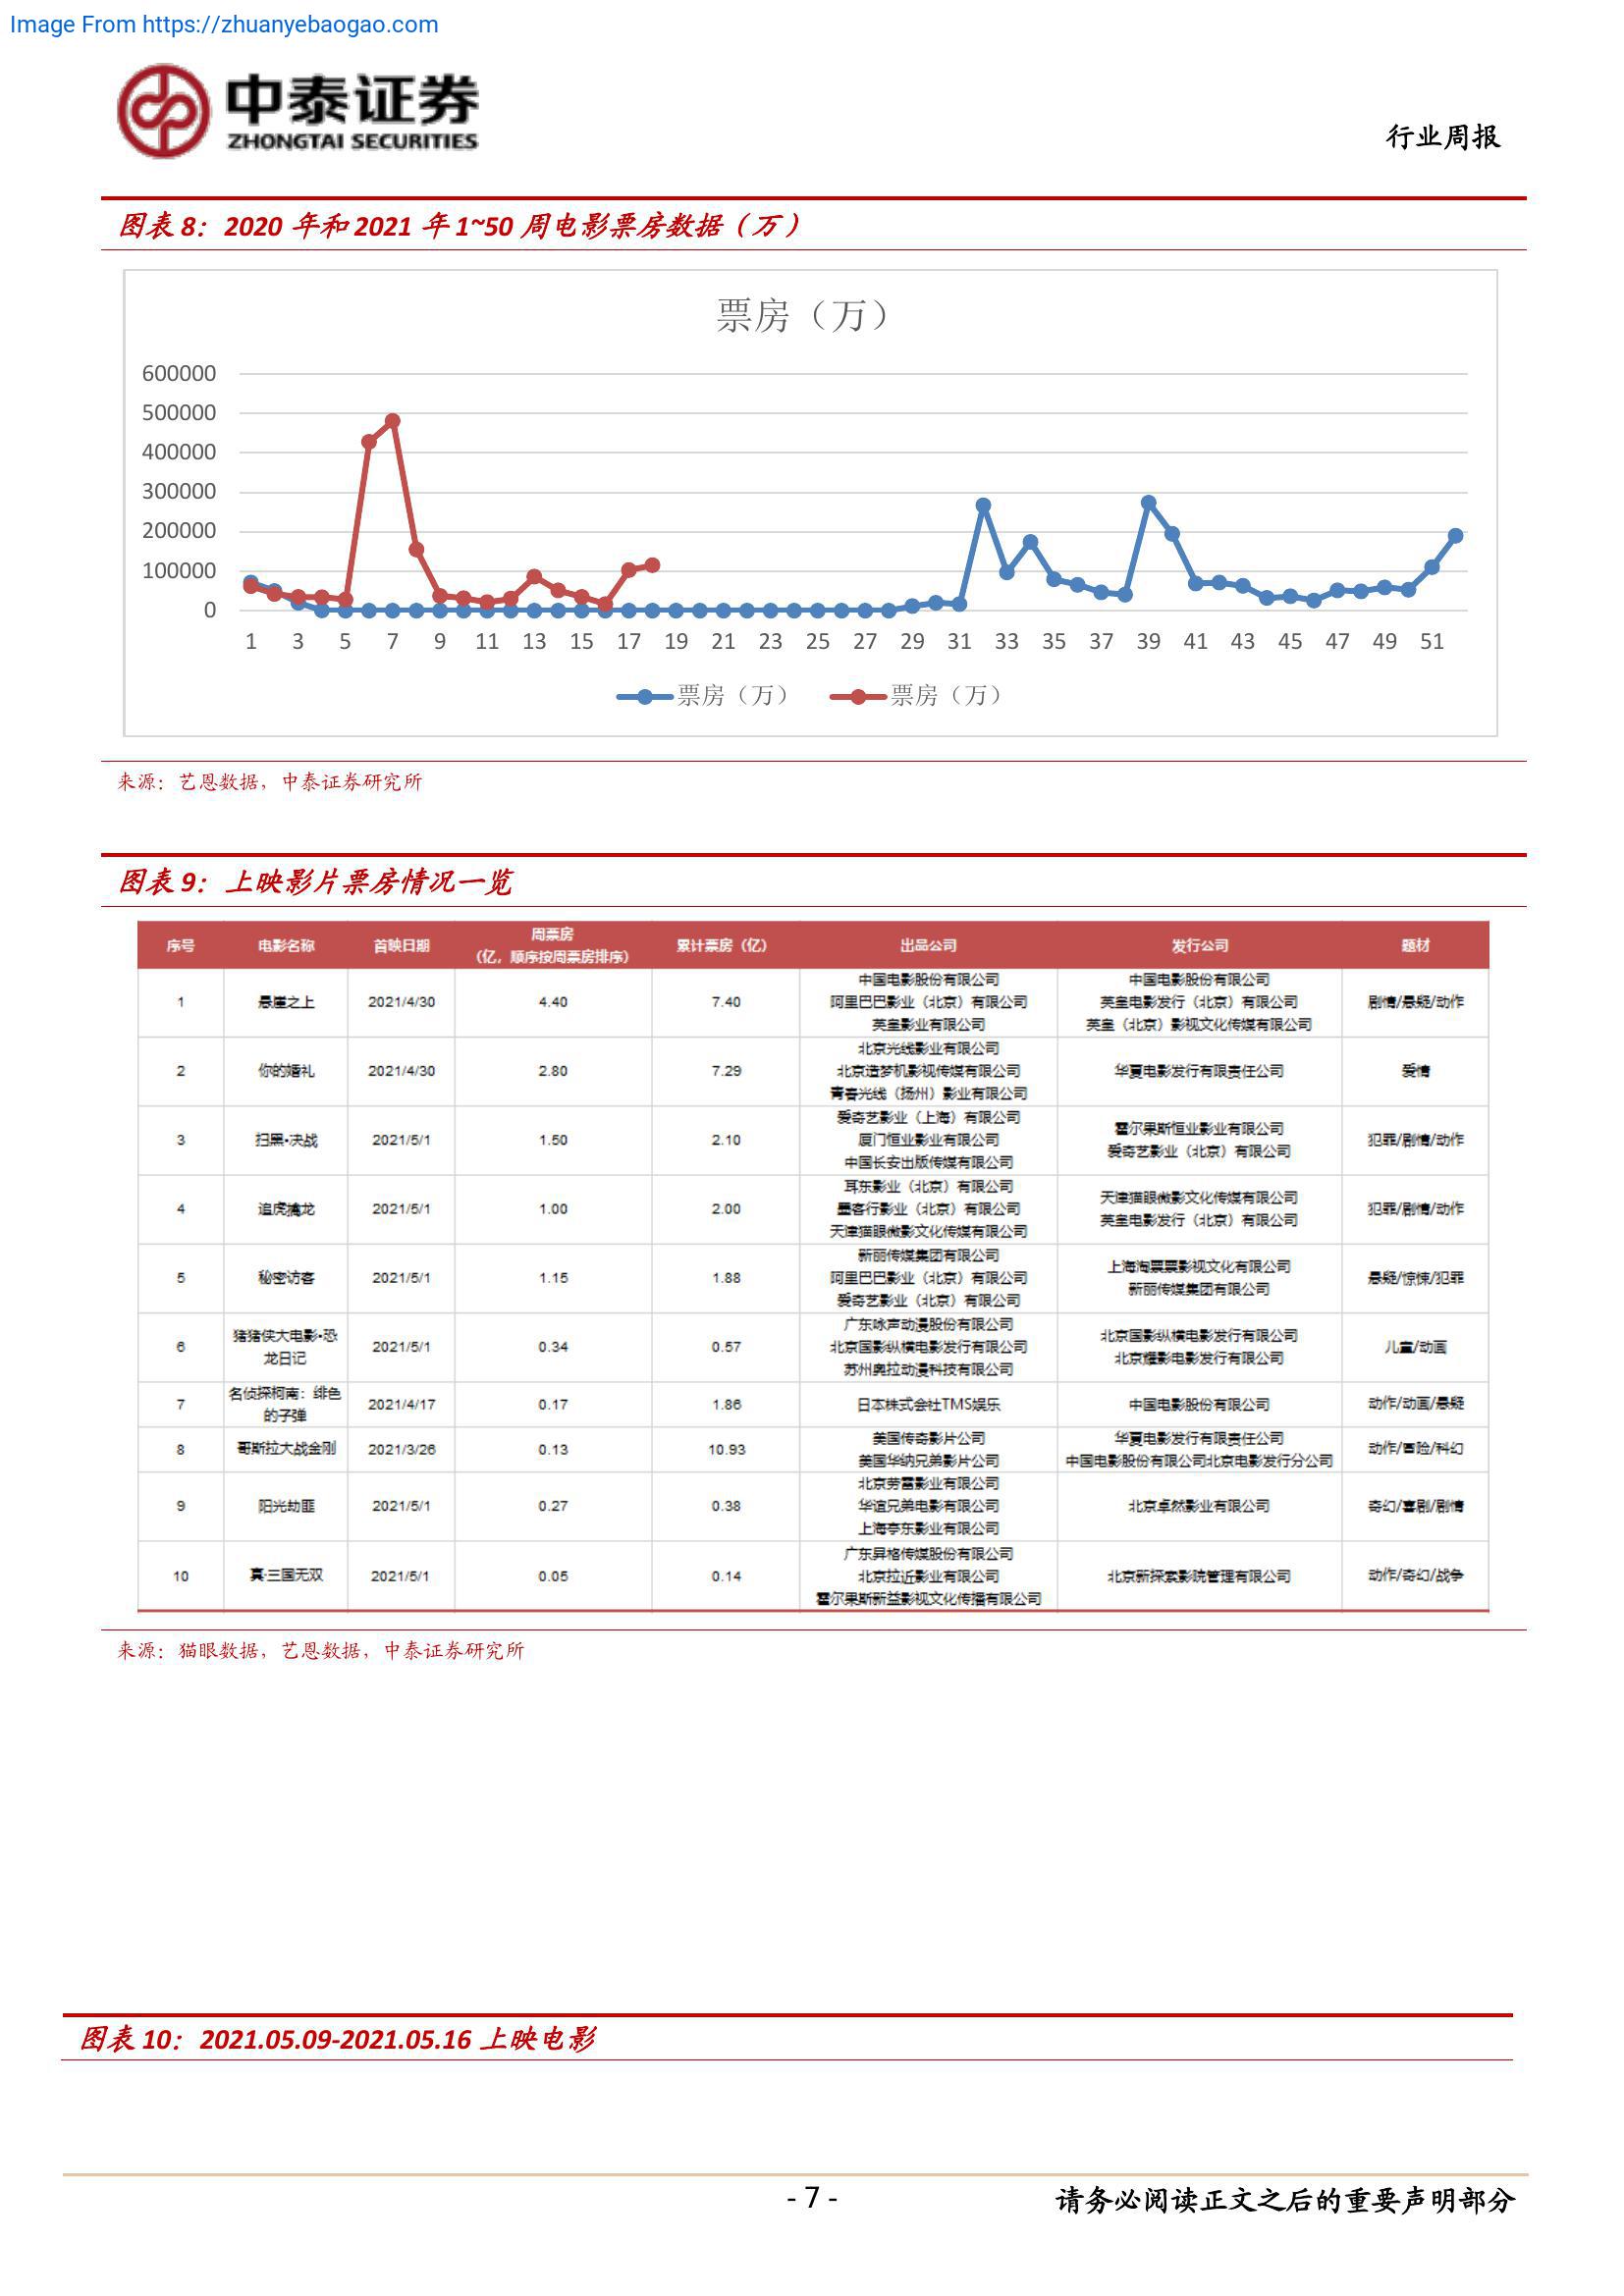 Image From https://zhuanyebaogao.com
中泰证券
ZHONGTAI SECURITIES
行业周报
图表 8：2020 年和 2021 年 1~50 周电影票房数据（万）
票房（万）
600000
500000
400000
300000
200000
100000
0
1 3 5 7 9 11 13 15 17 19 21 23 25 27 29 31 33 35 37 39 41 43 45 47 49 51
票房（万） 票房（万）
来源：艺恩数据，中泰证券研究所
图表 9：上映影片票房情况一览
序号 电影名称 首映日期 周票房（亿，顺序按周票房排序） 累计票房（亿） 出品公司 发行公司 题材
1 悬崖之上 2021/4/30 4.40 7.40 中国电影股份有限公司 阿里巴巴影业（北京）有限公司 英皇影业有限公司 中国电影股份有限公司 英皇电影发行（北京）有限公司 英皇（北京）影视文化传媒有限公司 剧情/悬疑/动作
2 你的婚礼 2021/4/30 2.80 7.29 北京光线影业有限公司 北京造梦机影视传媒有限公司 青春光线（扬州）影业有限公司 华夏电影发行有限责任公司 爱情
3 扫黑·决战 2021/5/1 1.50 2.10 爱奇艺影业（上海）有限公司 厦门恒业影业有限公司 中国长安出版传媒有限公司 霍尔果斯恒业影业有限公司 爱奇艺影业（北京）有限公司 犯罪/剧情/动作
4 追虎擒龙 2021/5/1 1.00 2.00 耳东影业（北京）有限公司 墨客行影业（北京）有限公司 天津猫眼微影文化传媒有限公司 天津猫眼微影文化传媒有限公司 英皇电影发行（北京）有限公司 犯罪/剧情/动作
5 秘密访客 2021/5/1 1.15 1.88 新丽传媒集团有限公司 阿里巴巴影业（北京）有限公司 爱奇艺影业（北京）有限公司 上海淘票票影视文化有限公司 新丽传媒集团有限公司 悬疑/惊悚/犯罪
6 猪猪侠大电影·恐龙日记 2021/5/1 0.34 0.57 广东咏声动漫股份有限公司 北京国影纵横电影发行有限公司 苏州奥拉动漫科技有限公司 北京国影纵横电影发行有限公司 北京耀影电影发行有限公司 儿童/动画
7 名侦探柯南：绯色的子弹 2021/4/17 0.17 1.86 日本株式会社TMS娱乐 中国电影股份有限公司 动作/动画/悬疑
8 哥斯拉大战金刚 2021/3/26 0.13 10.93 美国传奇影片公司 美国华纳兄弟影片公司 华夏电影发行有限责任公司 中国电影股份有限公司北京电影发行分公司 动作/冒险/科幻
9 阳光劫匪 2021/5/1 0.27 0.38 北京劳雷影业有限公司 华谊兄弟电影有限公司 上海亭东影业有限公司 北京卓然影业有限公司 奇幻/喜剧/剧情
10 真·三国无双 2021/5/1 0.05 0.14 广东昇格传媒股份有限公司 北京拉近影业有限公司 霍尔果斯新益影视文化传播有限公司 北京新探索影院管理有限公司 动作/奇幻/战争
来源：猫眼数据，艺恩数据，中泰证券研究所
图表 10：2021.05.09-2021.05.16 上映电影
- 7 -
请务必阅读正文之后的重要声明部分